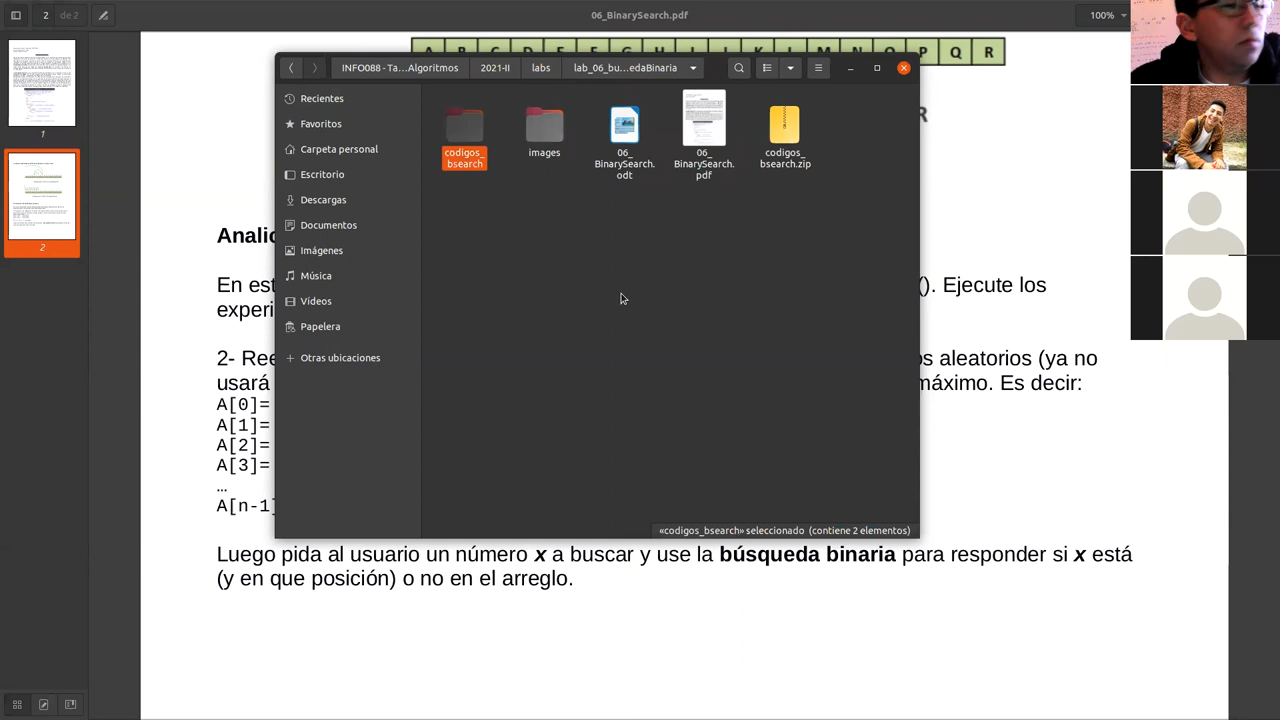 2 de 2
06_BinarySearch.pdf
100%
1
2
M N O P Q R
R
INFO088 - Ta...Algoritmos 2021-II labs lab_06_bu...edaBinaria
Recientes
Favoritos
Carpeta personal
Escritorio
Descargas
Documentos
Imágenes
Música
Vídeos
Papelera
Otras ubicaciones
codigos_
bsearch
images
06_
BinarySearch.
odt
06_
BinarySearch.
pdf
codigos_
bsearch.zip
«codigos_bsearch» seleccionado (contiene 2 elementos)
(). Ejecute los
experi
2- Ree
aleatorios (ya no
usará
máximo. Es decir:
A[0]=
A[1]=
A[2]=
A[3]=
…
A[n-1]
Luego pida al usuario un número x a buscar y use la búsqueda binaria para responder si x está
(y en que posición) o no en el arreglo.